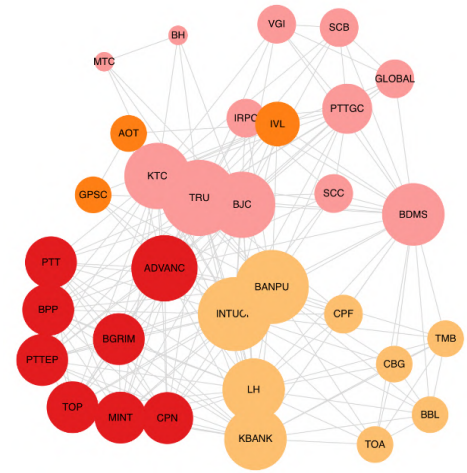 VGI
SCB
BH
MTC
GLOBAL
PTTGC
IRPC
IVL
AOT
KTC
GPSC
TRU
BJC
SCC
BDMS
PTT
ADVANC
BANPU
BPP
INTUC
CPF
BGRIM
TMB
PTTEP
CBG
LH
TOP
MINT
CPN
BBL
KBANK
TOA